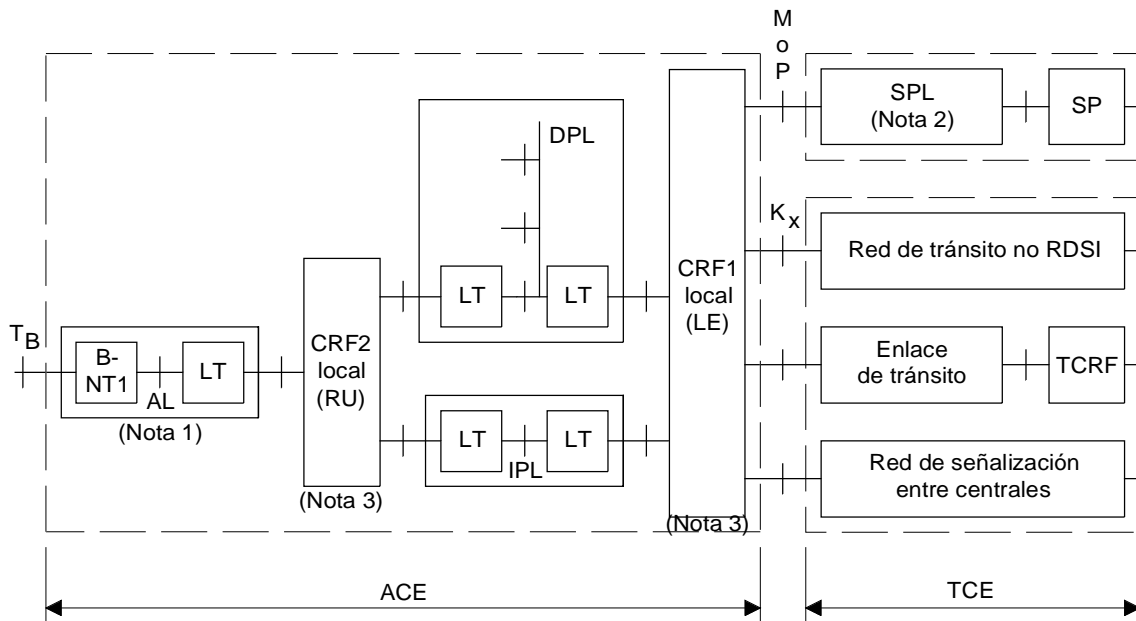 M
o
P
SPL
(Nota 2)
SP
DPL
K x
Red de tránsito no RDSI
CRF1
local
(LE)
LT
LT
T B
B-
NT1
LT
AL
(Nota 1)
CRF2
local
(RU)
(Nota 3)
Enlace
de tránsito
TCRF
LT
LT
IPL
Red de señalización
entre centrales
(Nota 3)
ACE
TCE